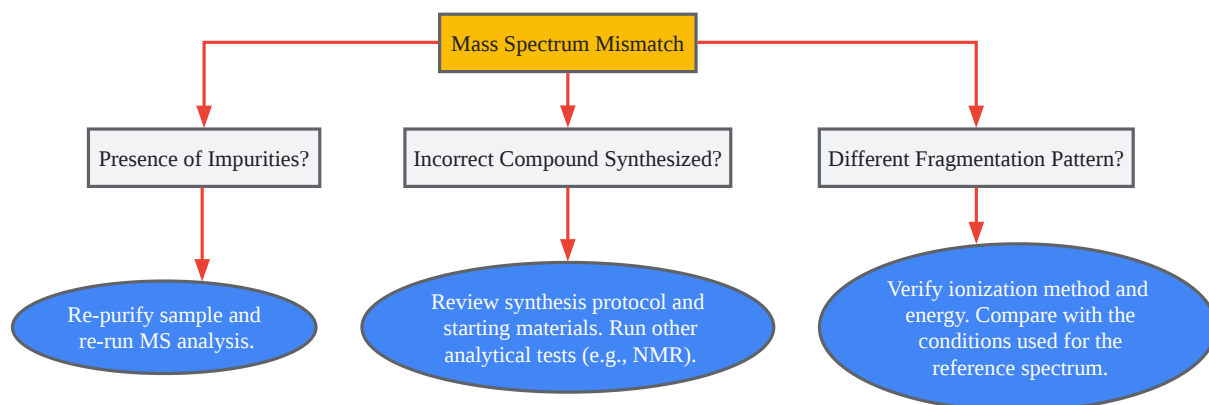 Mass Spectrum Mismatch
Presence of Impurities?
Incorrect Compound Synthesized?
Different Fragmentation Pattern?
Re-purify sample and
re-run MS analysis.
Review synthesis protocol and
starting materials. Run other
analytical tests (e.g., NMR).
Verify ionization method and
energy. Compare with the
conditions used for the
reference spectrum.